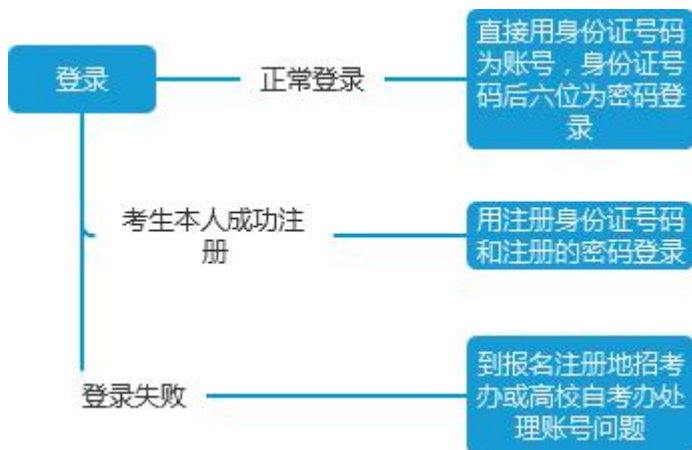 登录
正常登录
直接用身份证号码
为账号，身份证号
码后六位为密码登
录
考生本人成功注
册
用注册身份证号码
和注册的密码登录
登录失败
到报名注册地招考
办或高校自考办处
理账号问题